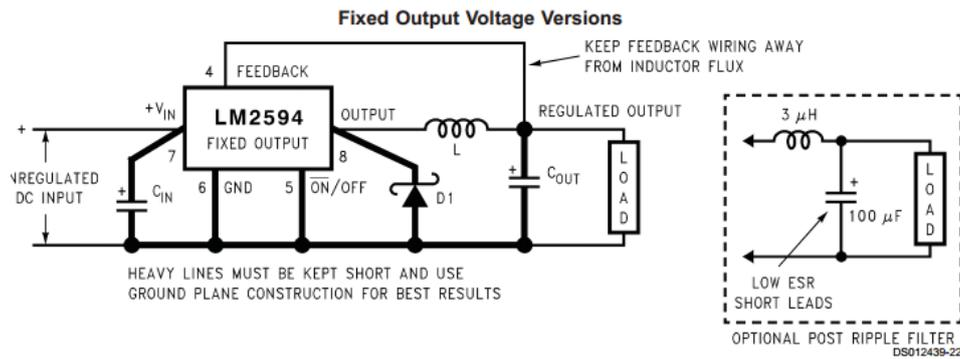 Fixed Output Voltage Versions
KEEP FEEDBACK WIRING AWAY
FROM INDUCTOR FLUX
4 FEEDBACK
+VIN
LM2594
FIXED OUTPUT
OUTPUT
REGULATED OUTPUT
+
7
8
L
NREGULATED
DC INPUT
+
CIN
6 GND
5 ON/OFF
D1
+
COUT
LOAD
HEAVY LINES MUST BE KEPT SHORT AND USE
GROUND PLANE CONSTRUCTION FOR BEST RESULTS
3 μH
+
100 μF
LOAD
LOW ESR
SHORT LEADS
OPTIONAL POST RIPPLE FILTER
DS012439-22